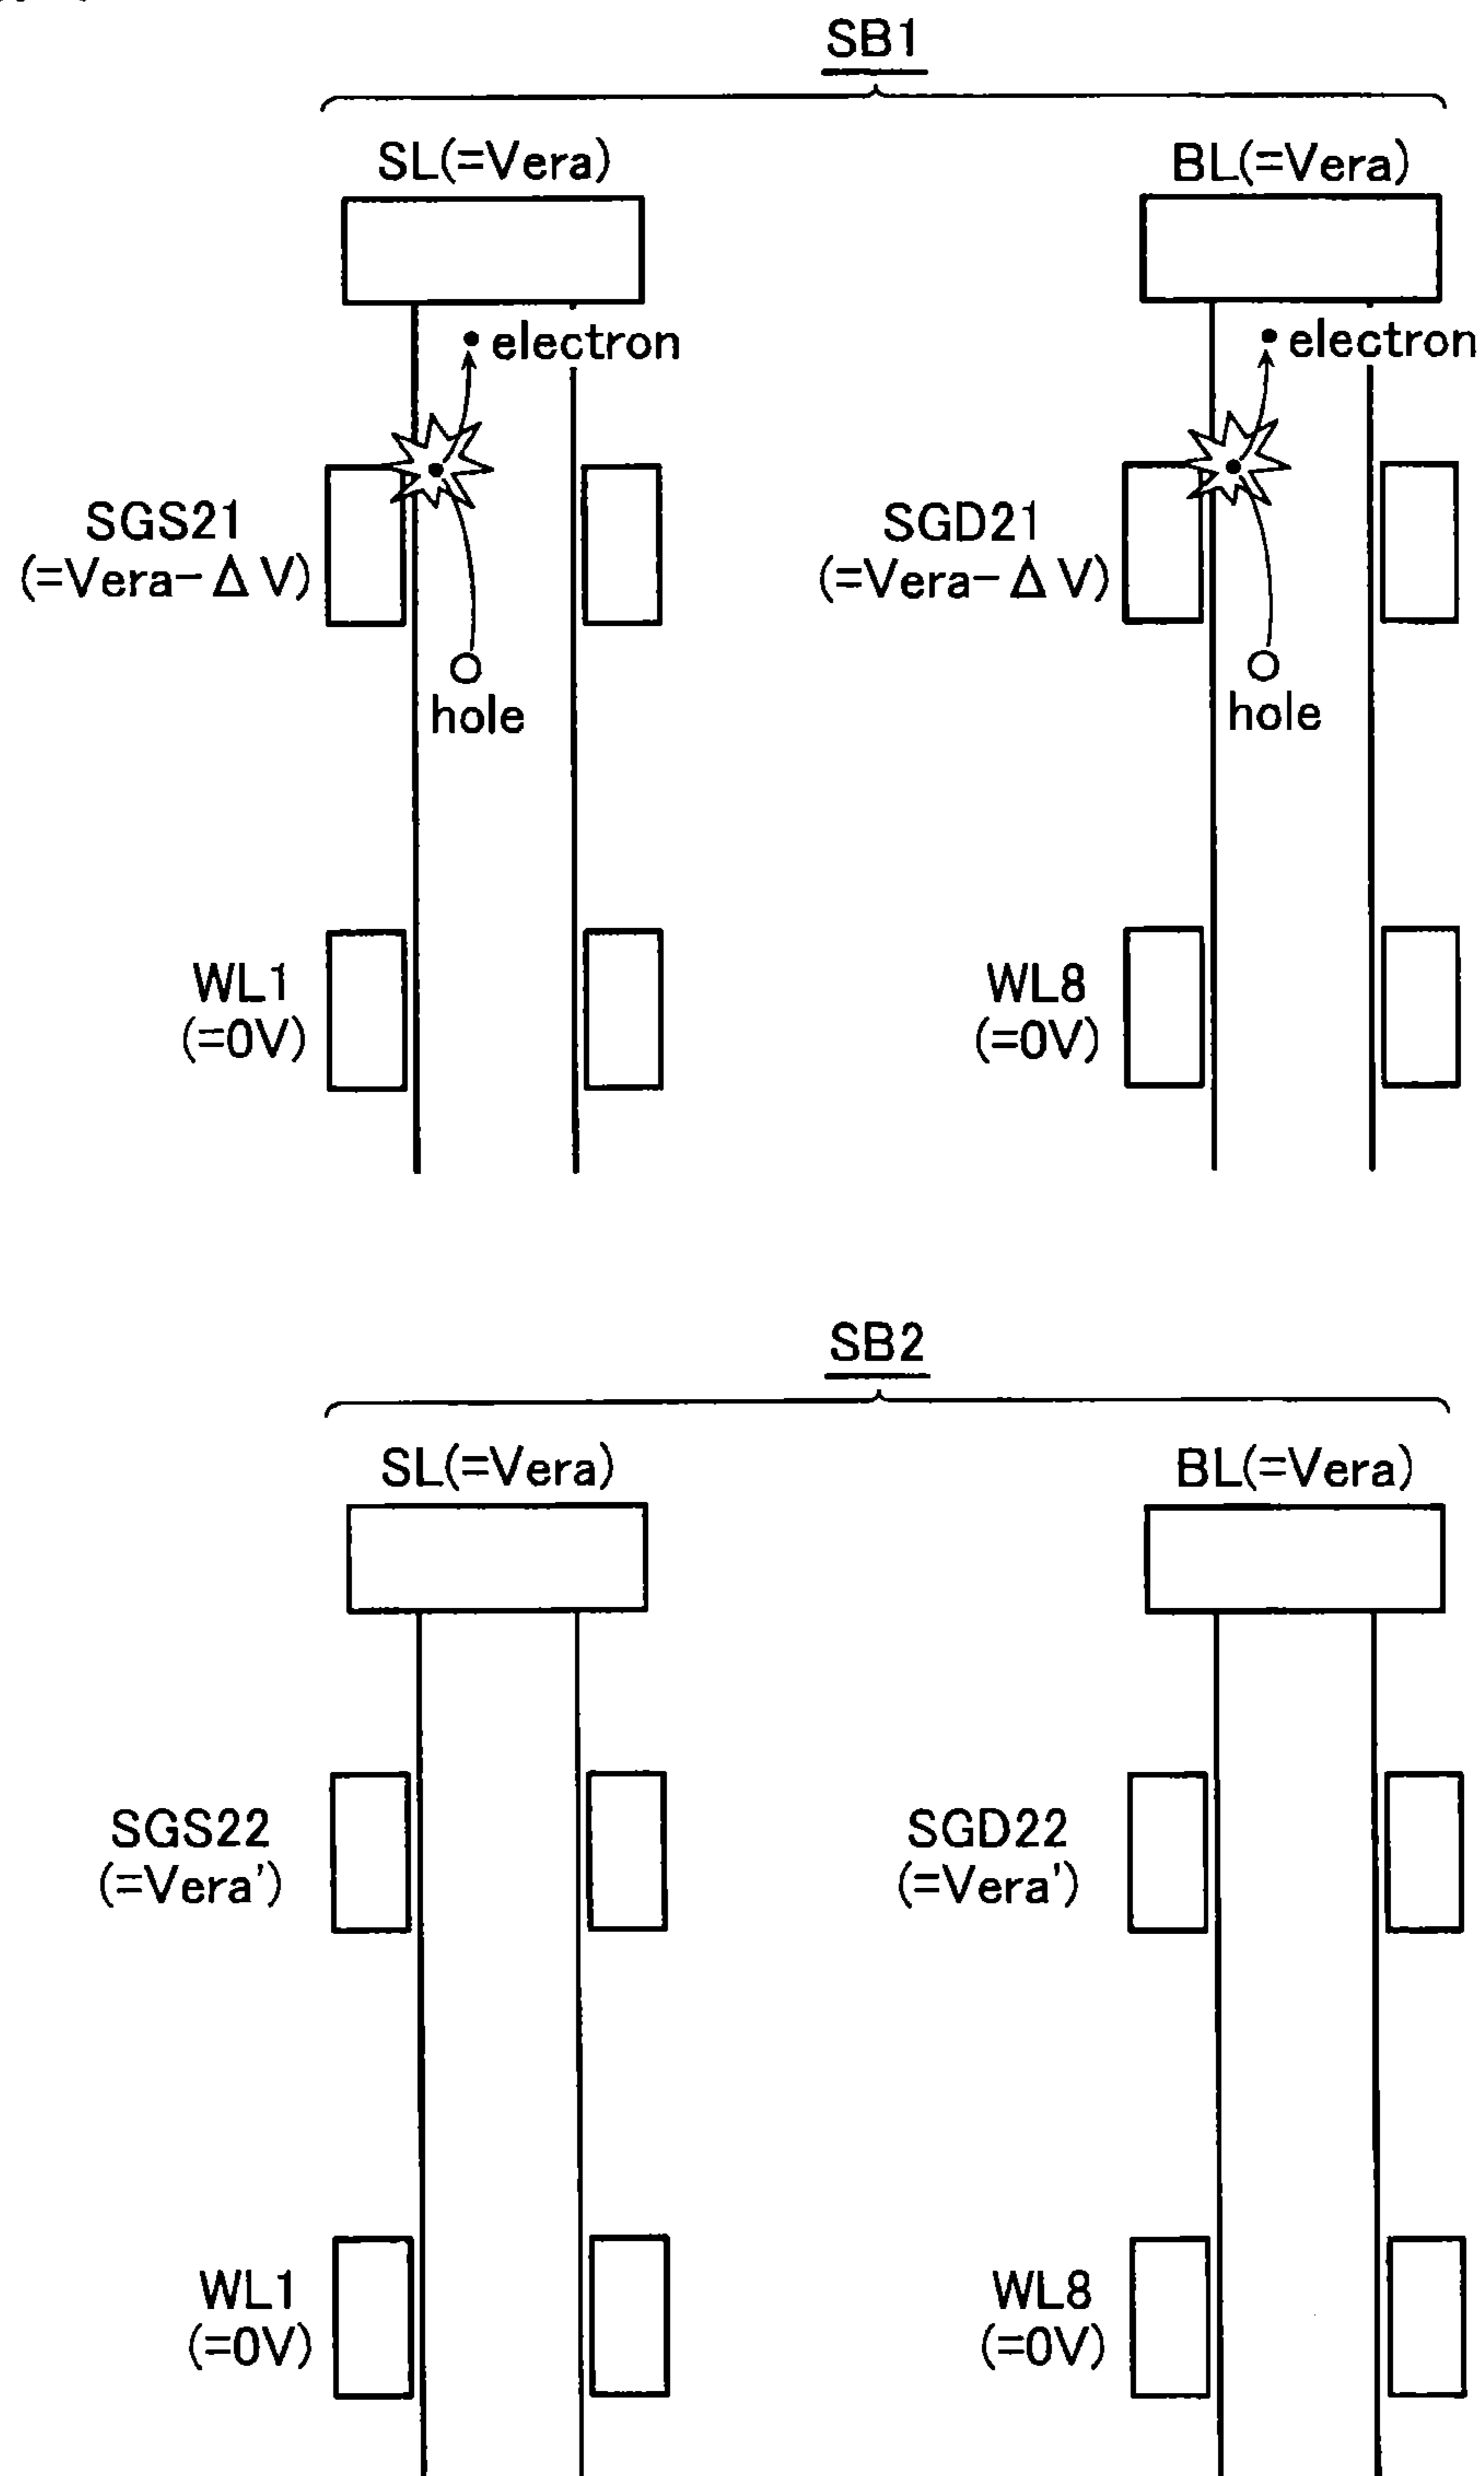 SB1
SL(=Vera)
BL(=Vera)
electron
electron
SGS21
(=Vera-ΔV)
SGD21
(=Vera-ΔV)
hole
hole
WL1
(=0V)
WL8
(=0V)
SB2
SL(=Vera)
BL(=Vera)
SGS22
(=Vera')
SGD22
(=Vera')
WL1
(=0V)
WL8
(=0V)